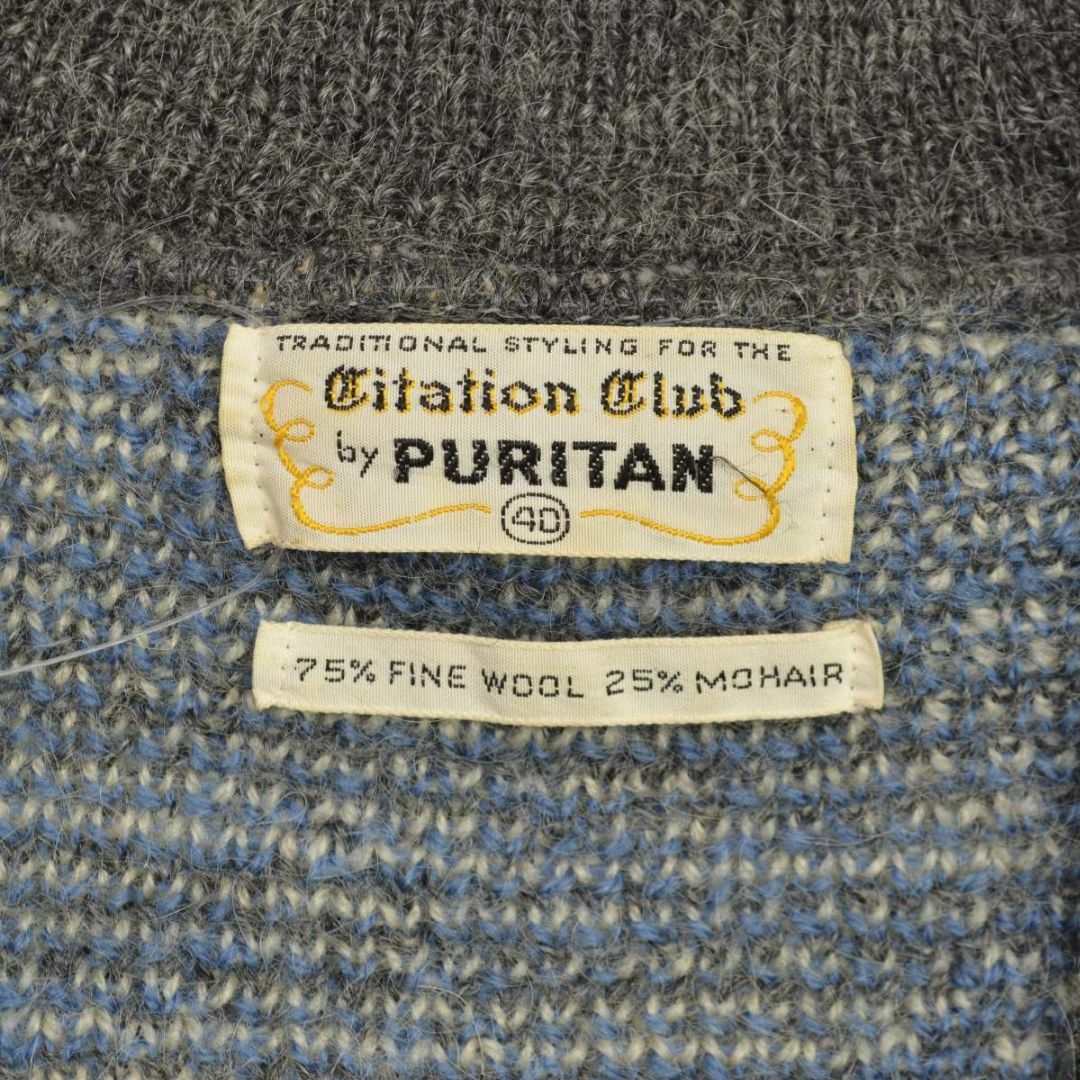 TRADITIONAL STYLING FOR THE
Citation Club
by PURITAN
40
75% FINE WOOL 25% MOHAIR